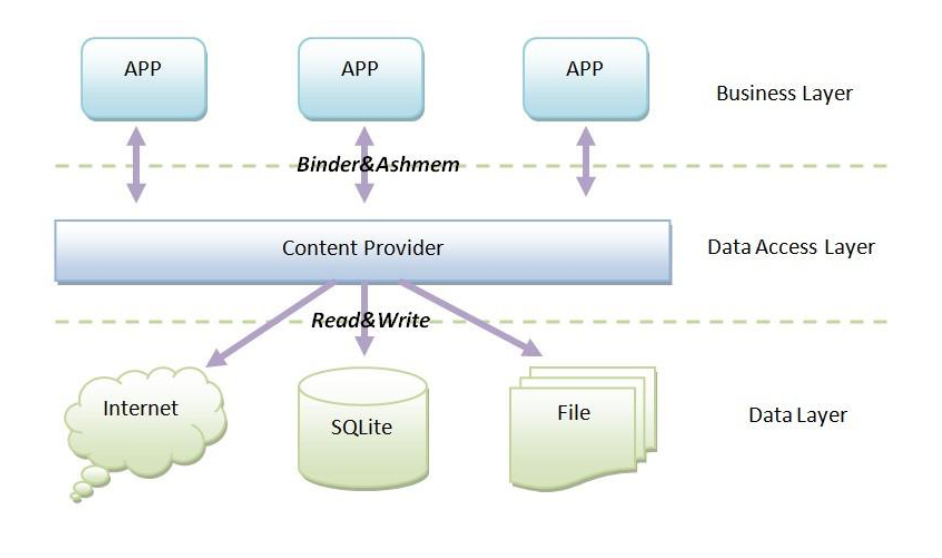 APP
APP
APP
Business Layer
Binder&Ashmem
Content Provider
Data Access Layer
Read&Write
Internet
SQLite
File
Data Layer